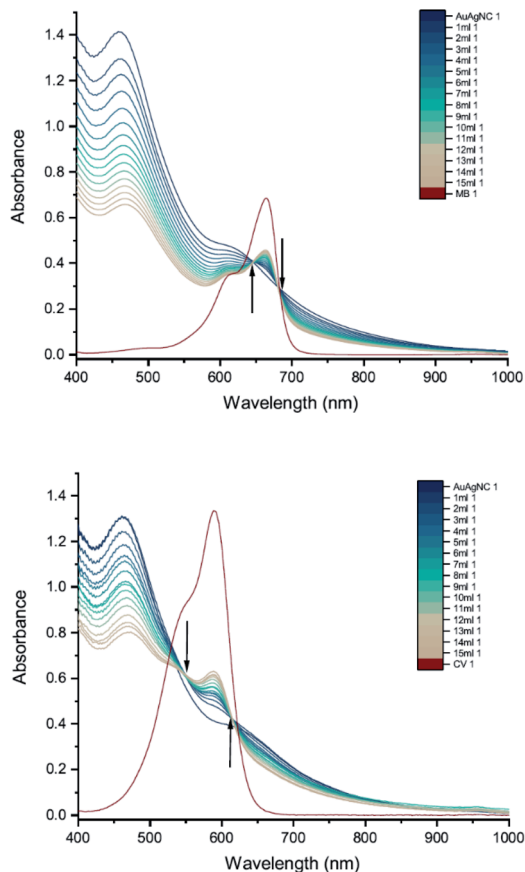 1.4
1.2
1.0
0.8
0.6
0.4
0.2
0.0
Absorbance
400 500 600 700 800 900 1000
Wavelength (nm)
AuAgNC 1
1ml 1
2ml 1
3ml 1
4ml 1
5ml 1
6ml 1
7ml 1
8ml 1
9ml 1
10ml 1
11ml 1
12ml 1
13ml 1
14ml 1
15ml 1
MB 1
1.4
1.2
1.0
0.8
0.6
0.4
0.2
0.0
Absorbance
400 500 600 700 800 900 1000
Wavelength (nm)
AuAgNC 1
1ml 1
2ml 1
3ml 1
4ml 1
5ml 1
6ml 1
7ml 1
8ml 1
9ml 1
10ml 1
11ml 1
12ml 1
13ml 1
14ml 1
15ml 1
CV 1